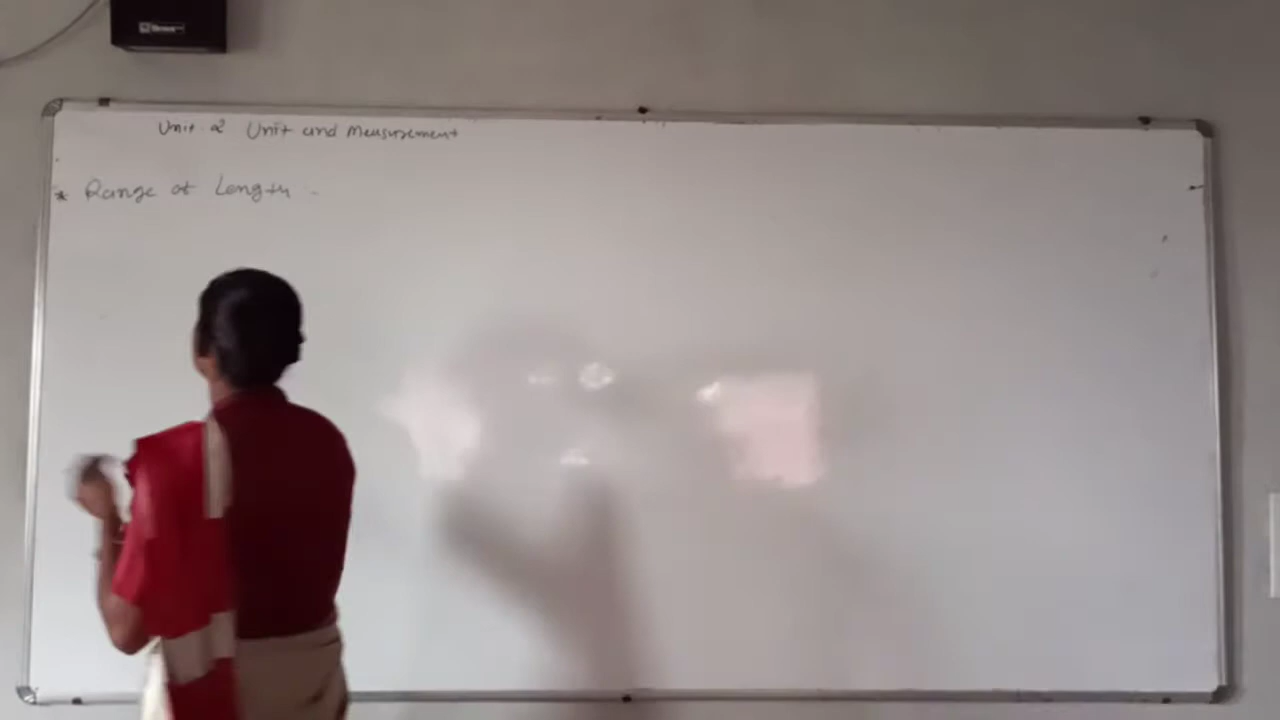 Unit 2 Unit and Measurement
* Range of Length -